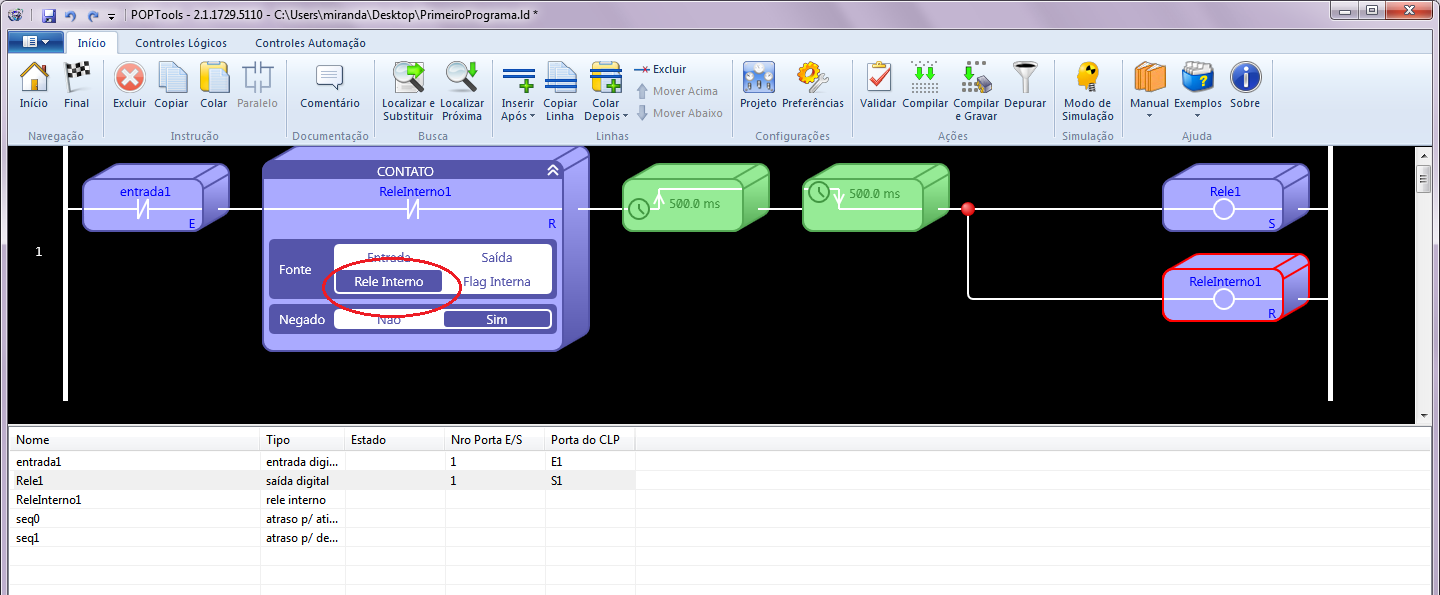 POPTools - 2.1.1729.5110 - C:\Users\miranda\Desktop\PrimeiroPrograma.ld *
Início Controles Lógicos Controles Automação
Início Final Excluir Copiar Colar Paralelo Comentário Localizar e Substituir Localizar Próxima Inserir Após Copiar Linha Colar Depois Excluir Mover Acima Mover Abaixo Projeto Preferências Validar Compilar Compilar e Gravar Depurar Modo de Simulação Manual Exemplos Sobre
Navegação Instrução Documentação Busca Linhas Configurações Ações Simulação Ajuda
1
entrada1
E
CONTATO
ReleInterno1
R
Fonte
Entrada Saída
Rele Interno Flag Interna
Negado Não Sim
500.0 ms
500.0 ms
Rele1
S
ReleInterno1
R
Nome Tipo Estado Nro Porta E/S Porta do CLP
entrada1 entrada digi... 1 E1
Rele1 saída digital 1 S1
ReleInterno1 rele interno
seq0 atraso p/ ati...
seq1 atraso p/ de...